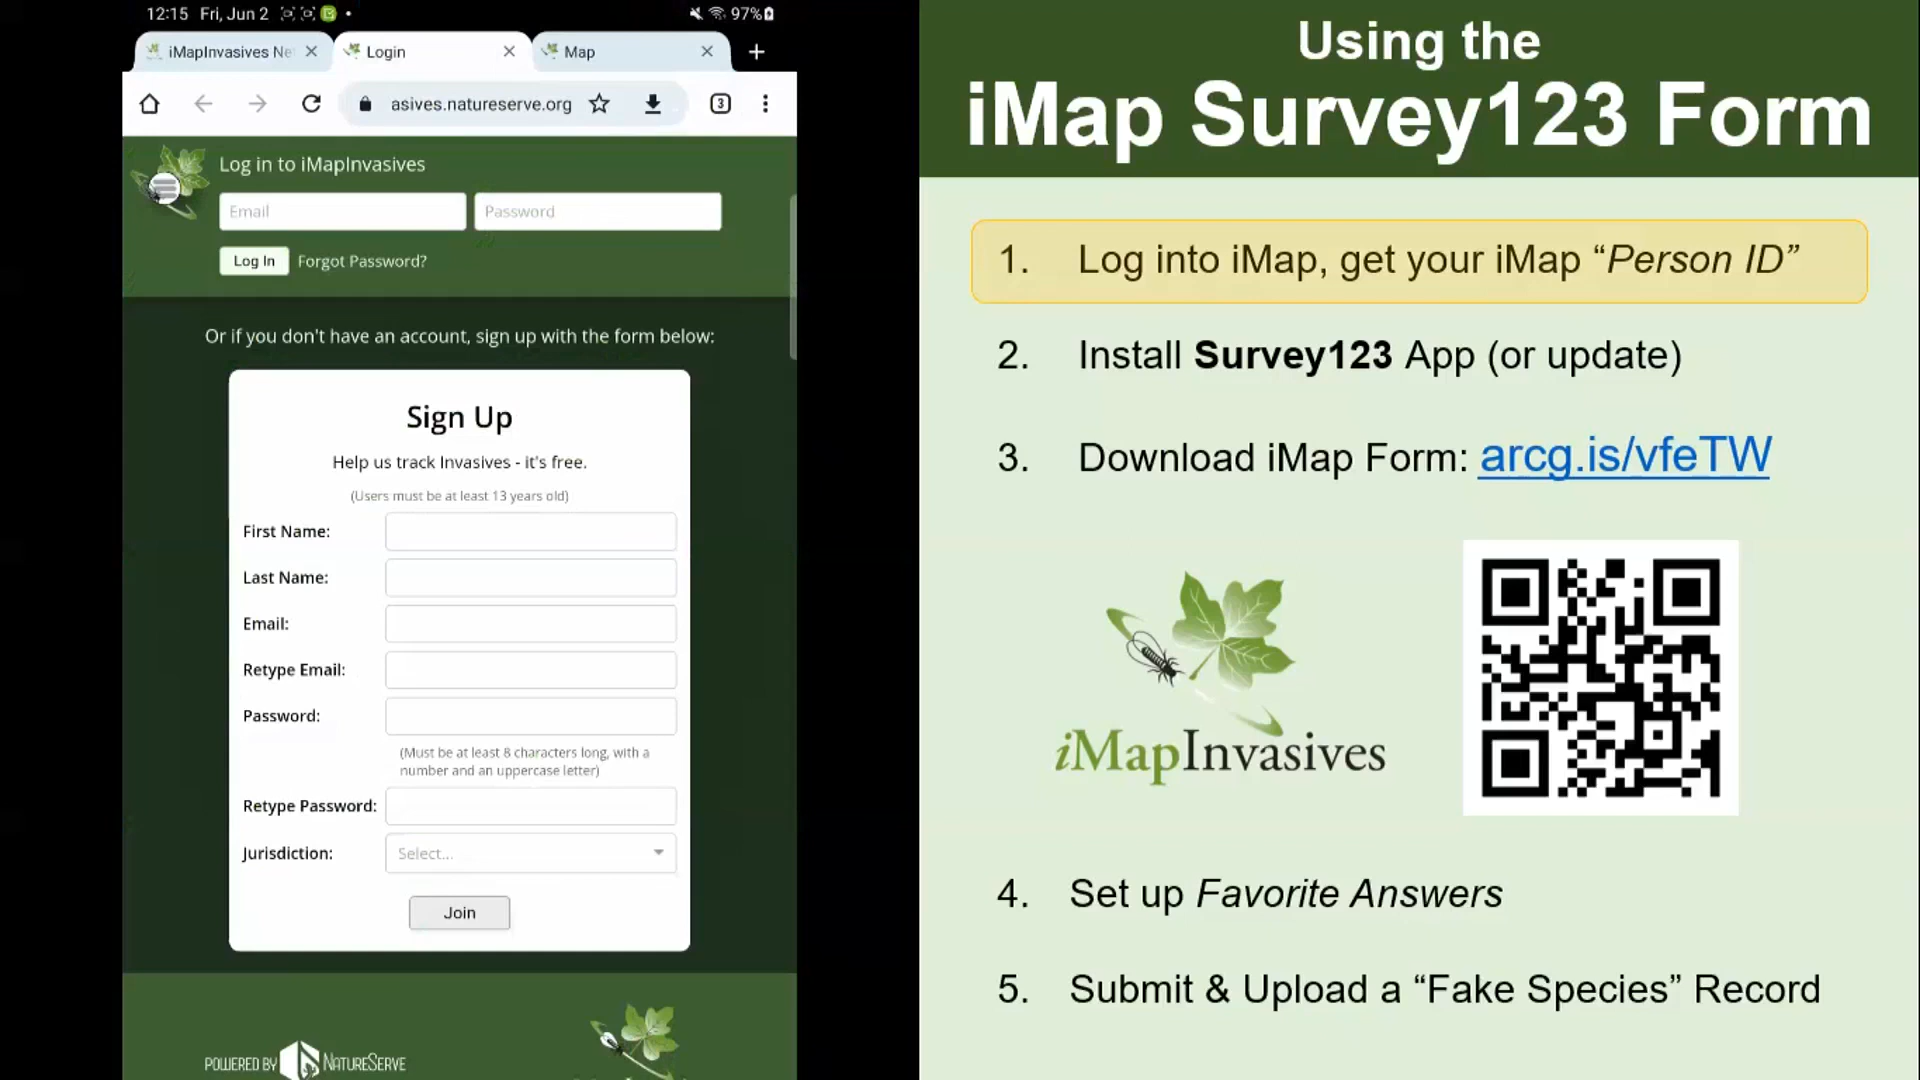 12:15 Fri, Jun 2
97%
iMapInvasives Ne
Login
Map
asives.natureserve.org
3
Log in to iMapInvasives
Email
Password
Log In
Forgot Password?
Or if you don't have an account, sign up with the form below:
Sign Up
Help us track Invasives - it's free.
(Users must be at least 13 years old)
First Name:
Last Name:
Email:
Retype Email:
Password:
(Must be at least 8 characters long, with a
number and an uppercase letter)
Retype Password:
Jurisdiction:
Select...
Join
POWERED BY NATURESERVE
Using the
iMap Survey123 Form
1. Log into iMap, get your iMap “Person ID”
2. Install Survey123 App (or update)
3. Download iMap Form: arcg.is/vfeTW
iMapInvasives
4. Set up Favorite Answers
5. Submit & Upload a “Fake Species” Record